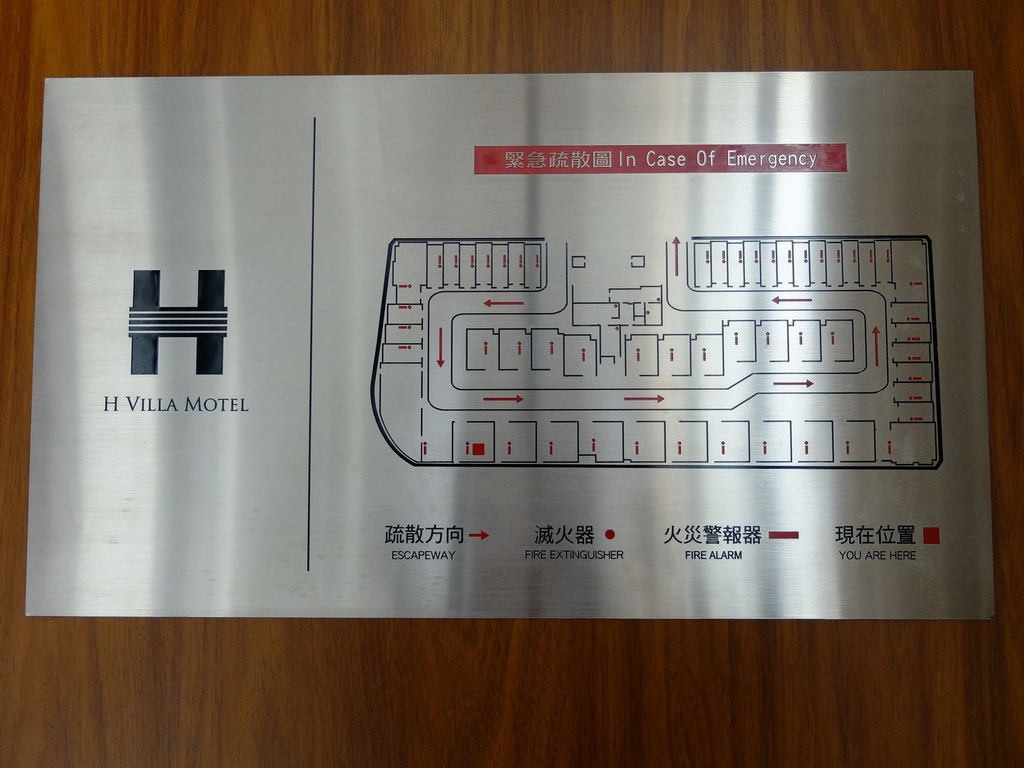 緊急疏散圖 In Case Of Emergency
H VILLA MOTEL
疏散方向
ESCAPEWAY
滅火器
FIRE EXTINGUISHER
火災警報器
FIRE ALARM
現在位置
YOU ARE HERE